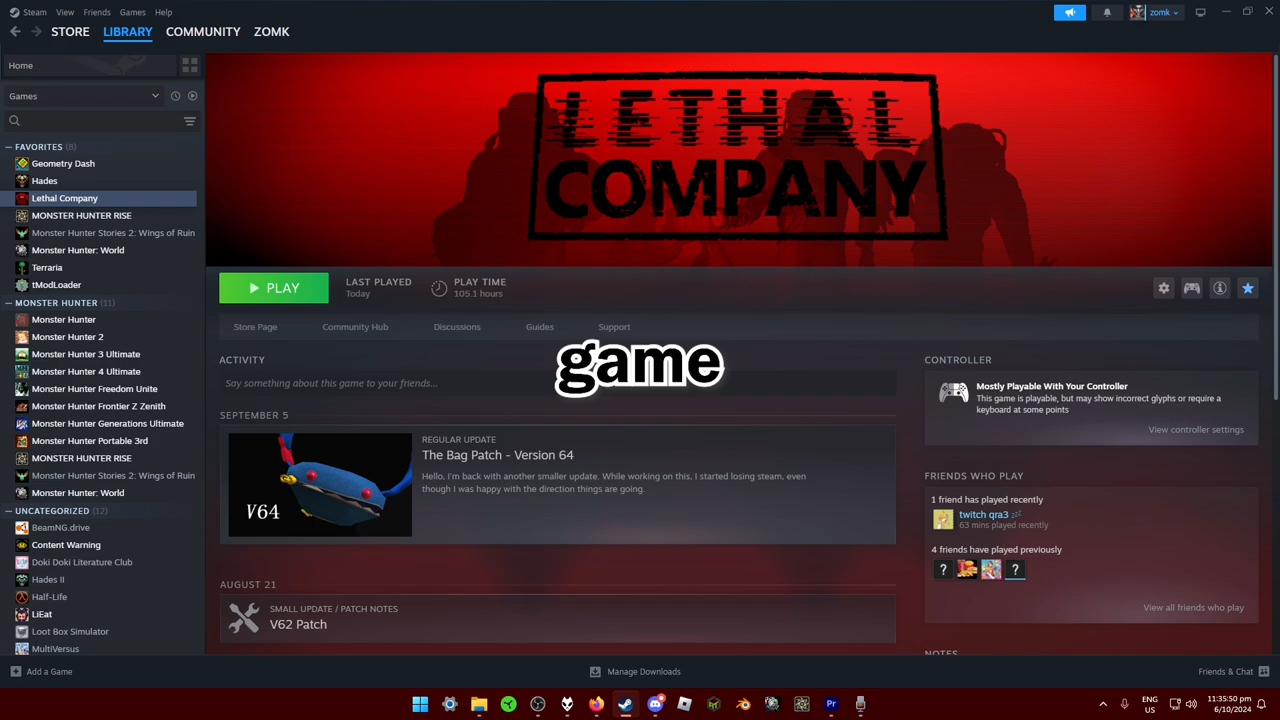 Steam View Friends Games Help
zomk
STORE LIBRARY COMMUNITY ZOMK
Home
Games
FAVORITES (8)
Geometry Dash
Hades
Lethal Company
MONSTER HUNTER RISE
Monster Hunter Stories 2: Wings of Ruin
Monster Hunter: World
Terraria
tModLoader
MONSTER HUNTER (11)
Monster Hunter
Monster Hunter 2
Monster Hunter 3 Ultimate
Monster Hunter 4 Ultimate
Monster Hunter Freedom Unite
Monster Hunter Frontier Z Zenith
Monster Hunter Generations Ultimate
Monster Hunter Portable 3rd
MONSTER HUNTER RISE
Monster Hunter Stories 2: Wings of Ruin
Monster Hunter: World
UNCATEGORIZED (12)
BeamNG.drive
Content Warning
Doki Doki Literature Club
Hades II
Half-Life
LiEat
Loot Box Simulator
MultiVersus
LETHAL
COMPANY
PLAY
LAST PLAYED
Today
PLAY TIME
105.1 hours
Store Page Community Hub Discussions Guides Support
game
ACTIVITY
Say something about this game to your friends...
SEPTEMBER 5
V64
REGULAR UPDATE
The Bag Patch - Version 64
Hello, I'm back with another smaller update. While working on this, I started losing steam, even
though I was happy with the direction things are going.
AUGUST 21
SMALL UPDATE / PATCH NOTES
V62 Patch
CONTROLLER
Mostly Playable With Your Controller
This game is playable, but may show incorrect glyphs or require a
keyboard at some points
View controller settings
FRIENDS WHO PLAY
1 friend has played recently
twitch qra3 zz
63 mins played recently
4 friends have played previously
? ?
View all friends who play
NOTES
Add a Game
Manage Downloads
Friends & Chat
Pr
ENG
US
11:35:50 pm
6/10/2024